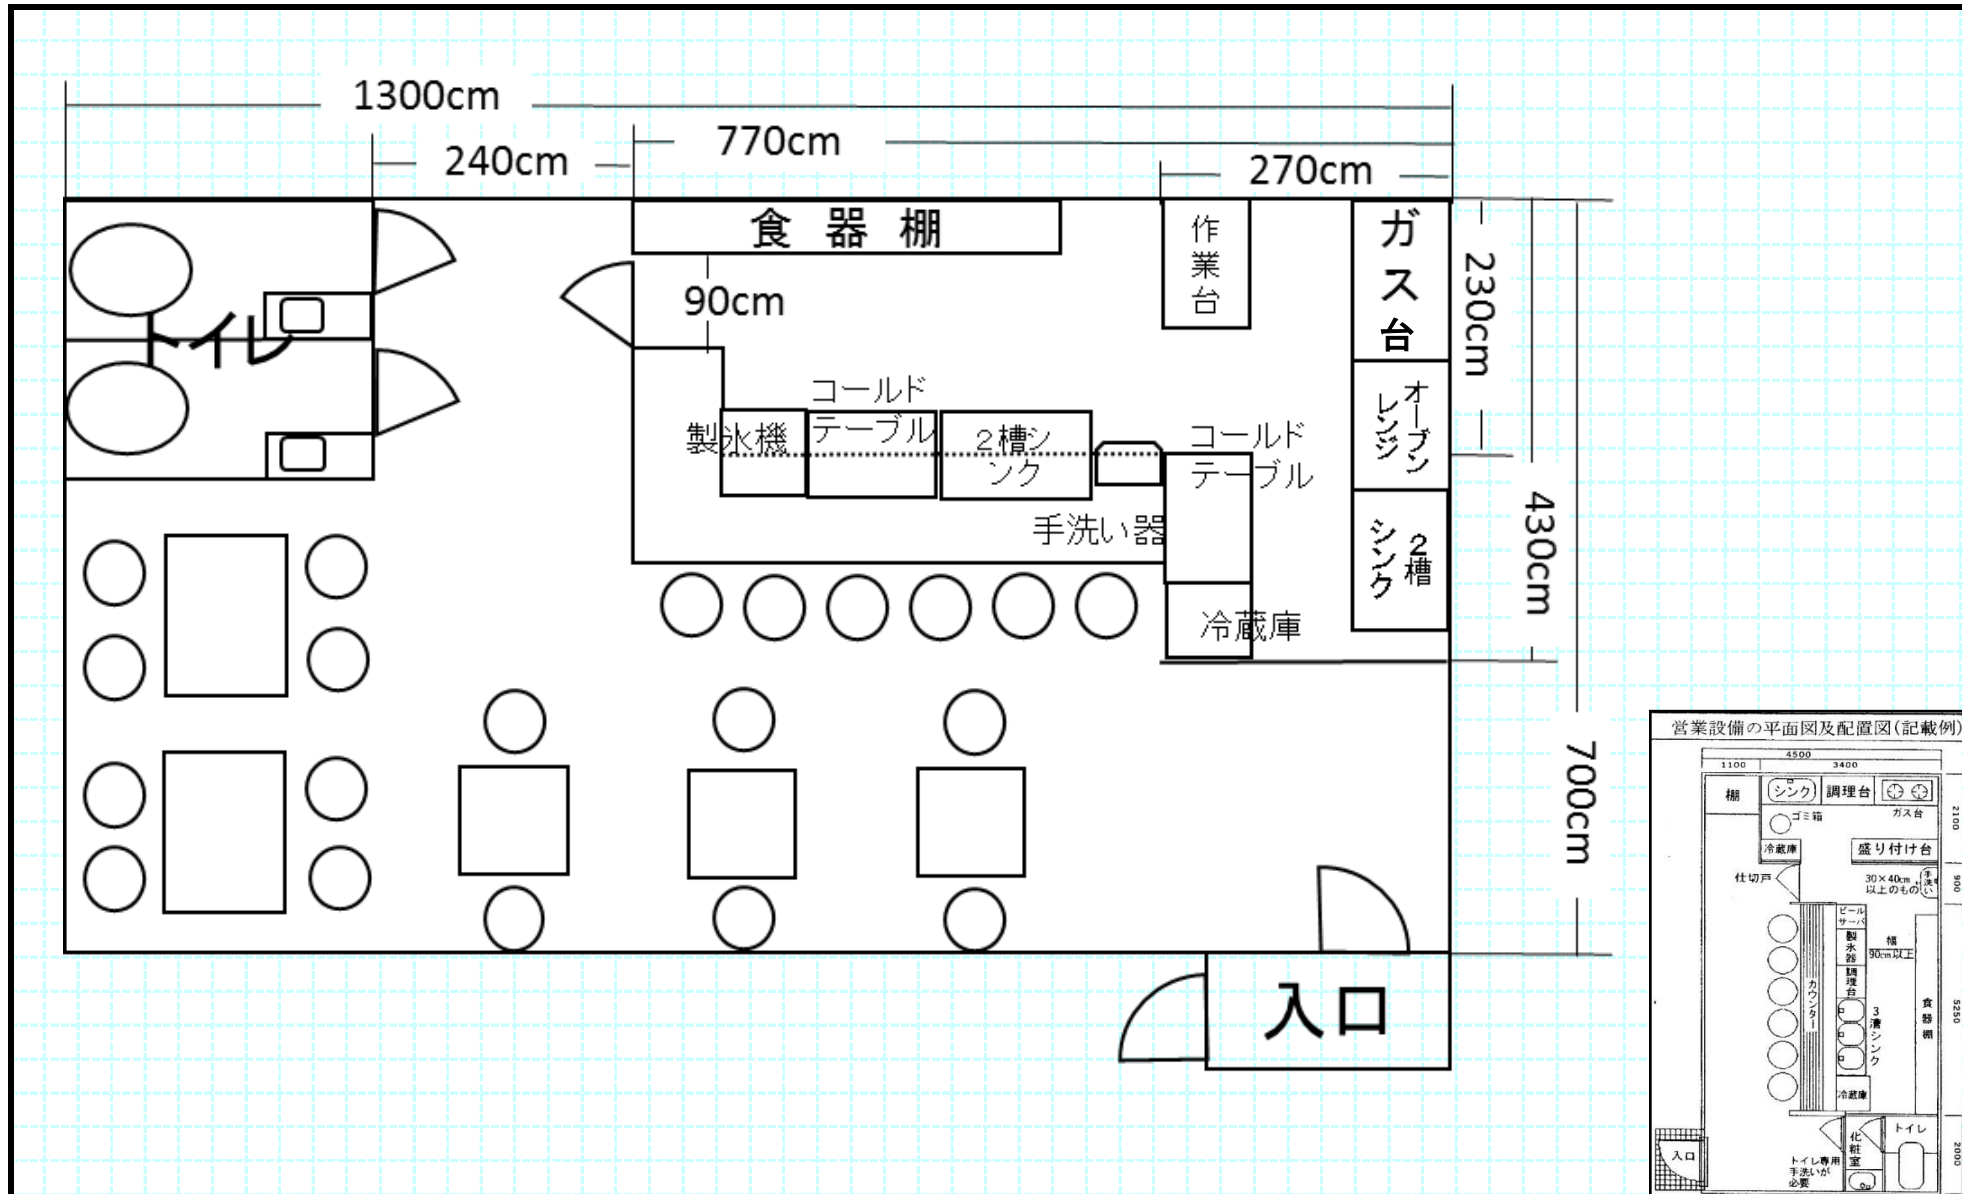 1300cm
770cm
240cm
270cm
食 器 棚
作業台
ガス台
230cm
90cm
トイレ
コールド
テーブル
製氷機
2槽シ
ンク
コールド
テーブル
オーブン
レンジ
手洗い器
2槽
シンク
430cm
冷蔵庫
700cm
入口
営業設備の平面図及配置図(記載例)
4500
1100
3400
棚
シンク
調理台
ガス台
2100
ゴミ箱
冷蔵庫
盛り付け台
仕切戸
30×40cm
以上のもの
手洗い
900
ビール
サーバ
製氷器
幅
90cm以上
調理台
カウンター
3漕シンク
食器棚
5250
冷蔵庫
トイレ
化粧室
入口
トイレ専用
手洗いが
必要
2000